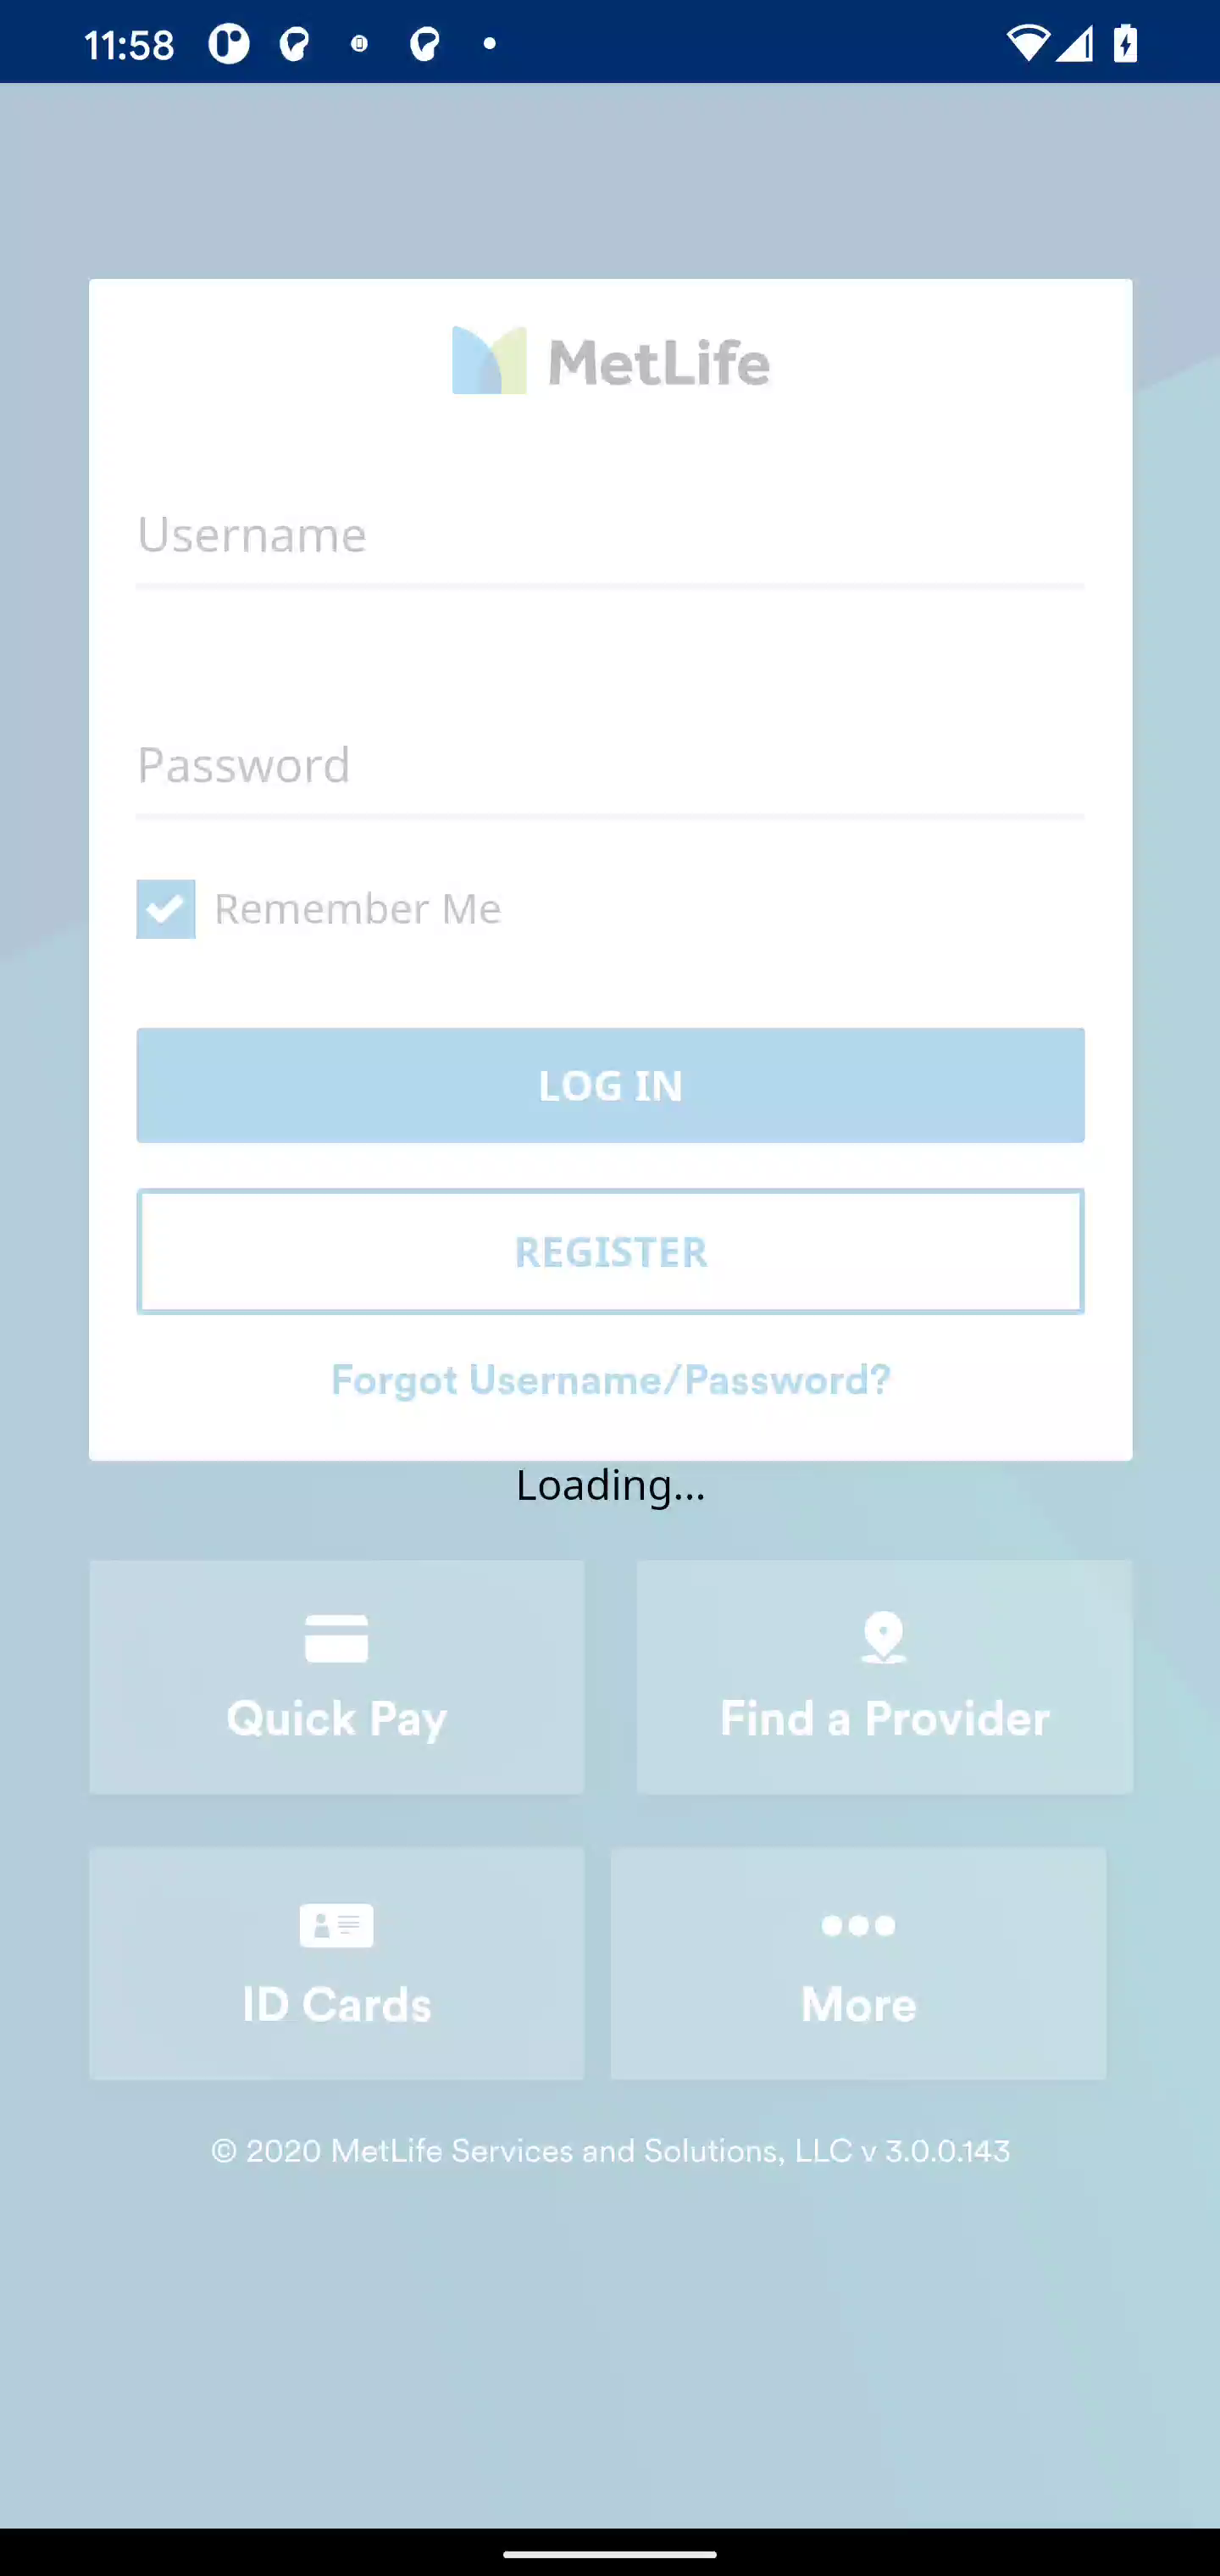 11:58
MetLife
Username
Password
Remember Me
LOG IN
REGISTER
Forgot Username/Password?
Loading...
Quick Pay
Find a Provider
ID Cards
More
© 2020 MetLife Services and Solutions, LLC v 3.0.0.143